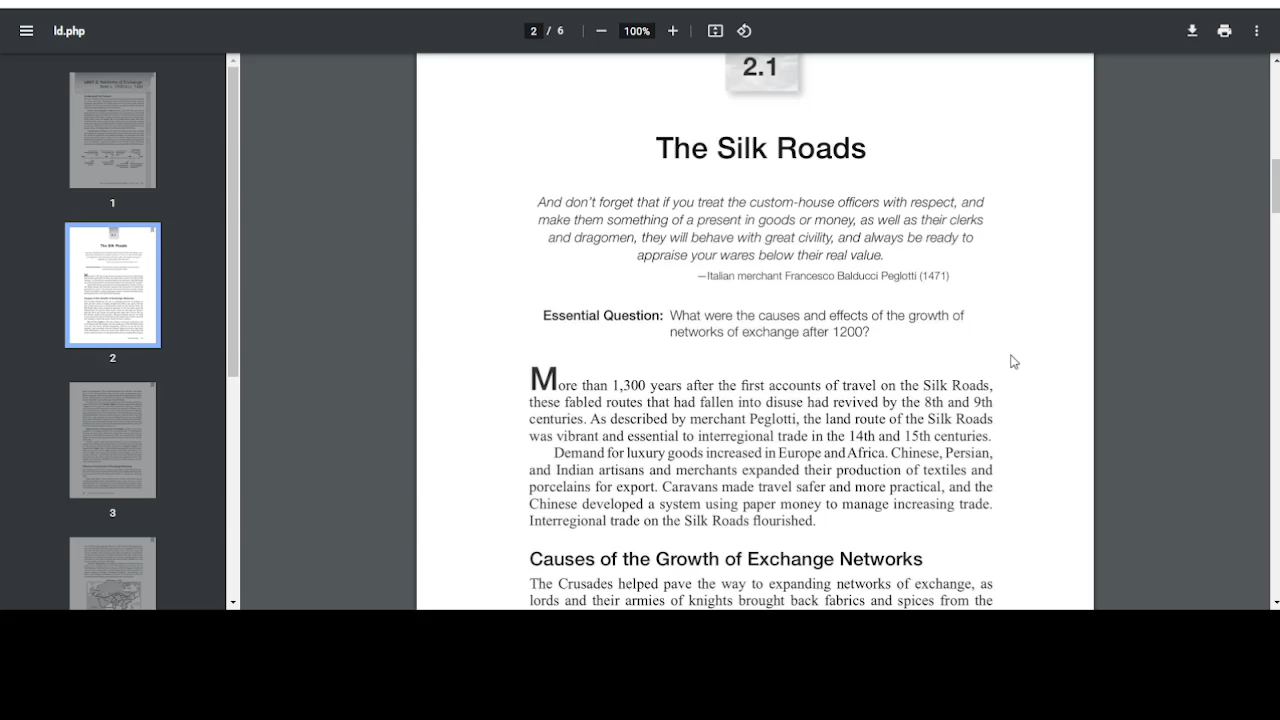 ld.php
2 / 6
100%
2.1
The Silk Roads
And don't forget that if you treat the custom-house officers with respect, and
make them something of a present in goods or money, as well as their clerks
and dragomen, they will behave with great civility, and always be ready to
appraise your wares below their real value.
—Italian merchant Francesco Balducci Peglotti (1471)
Essential Question: What were the causes and effects of the growth of
networks of exchange after 1200?
More than 1,300 years after the first accounts of travel on the Silk Roads,
these fabled routes that had fallen into disuse had revived by the 8th and 9th
centuries. As described by merchant Peglotti, the land route of the Silk Roads
was vibrant and essential to interregional trade in the 14th and 15th centuries.
Demand for luxury goods increased in Europe and Africa. Chinese, Persian,
and Indian artisans and merchants expanded their production of textiles and
porcelains for export. Caravans made travel safer and more practical, and the
Chinese developed a system using paper money to manage increasing trade.
Interregional trade on the Silk Roads flourished.
Causes of the Growth of Exchange Networks
The Crusades helped pave the way to expanding networks of exchange, as
lords and their armies of knights brought back fabrics and spices from the
1
The Silk Roads
2
3